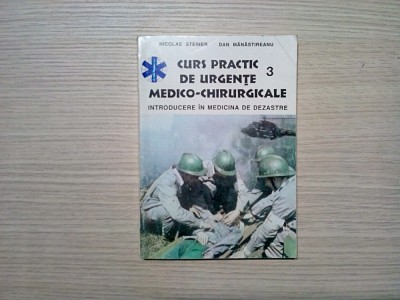 NICOLAE STEINER DAN MĂNĂSTIREANU
CURS PRACTIC 3
DE URGENȚE
MEDICO-CHIRURGICALE
INTRODUCERE ÎN MEDICINA DE DEZASTRE